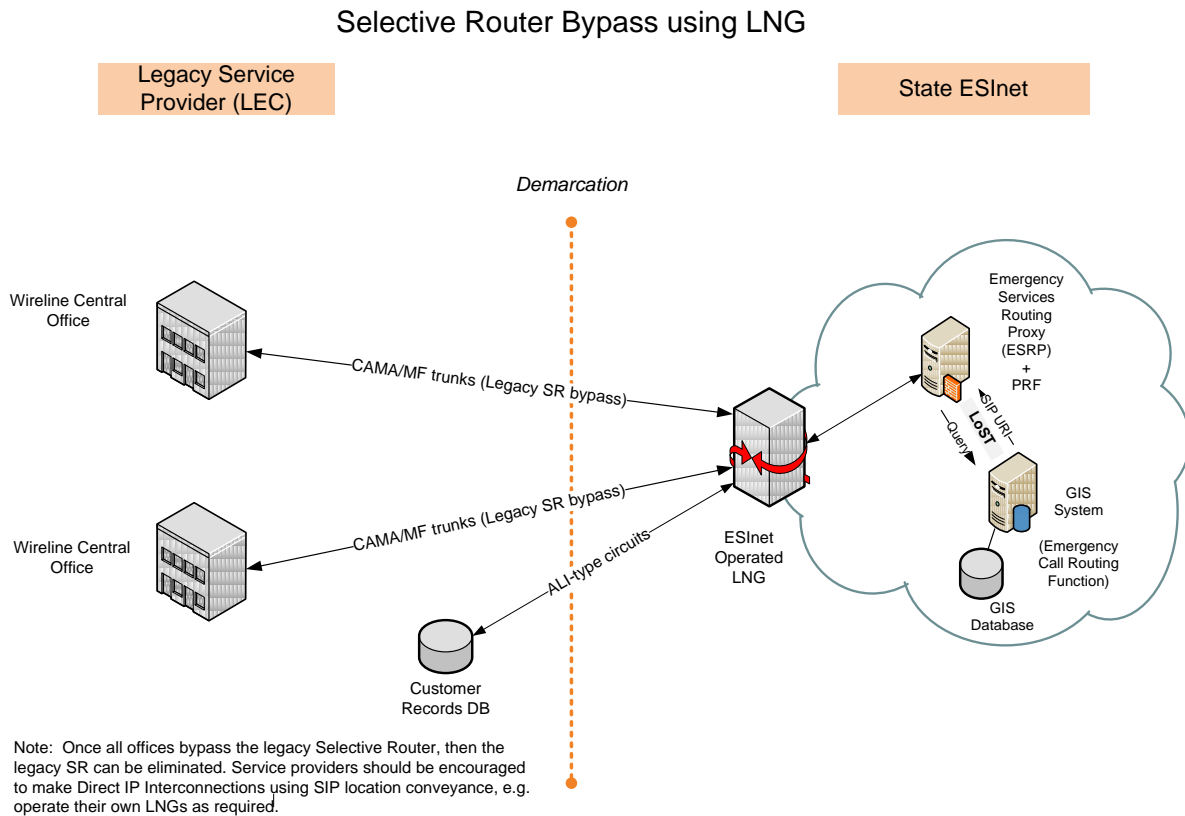 Selective Router Bypass using LNG
Legacy Service
Provider (LEC)
State ESInet
Demarcation
Wireline Central
Office
CAMA/MF trunks (Legacy SR bypass)
Emergency
Services
Routing
Proxy
(ESRP)
+
PRF
SIP URI
LoST
Query
Wireline Central
Office
CAMA/MF trunks (Legacy SR bypass)
ALI-type circuits
ESInet
Operated
LNG
GIS
System
(Emergency
Call Routing
Function)
GIS
Database
Customer
Records DB
Note: Once all offices bypass the legacy Selective Router, then the
legacy SR can be eliminated. Service providers should be encouraged
to make Direct IP Interconnections using SIP location conveyance, e.g.
operate their own LNGs as required.